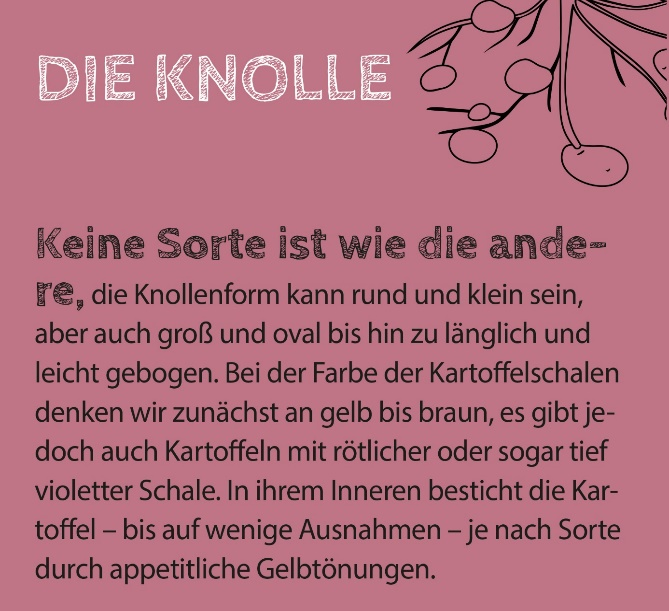 DIE KNOLLE
Keine Sorte ist wie die ande-
re, die Knollenform kann rund und klein sein,
aber auch groß und oval bis hin zu länglich und
leicht gebogen. Bei der Farbe der Kartoffelschalen
denken wir zunächst an gelb bis braun, es gibt je-
doch auch Kartoffeln mit rötlicher oder sogar tief
violetter Schale. In ihrem Inneren besticht die Kar-
toffel – bis auf wenige Ausnahmen – je nach Sorte
durch appetitliche Gelbtönungen.